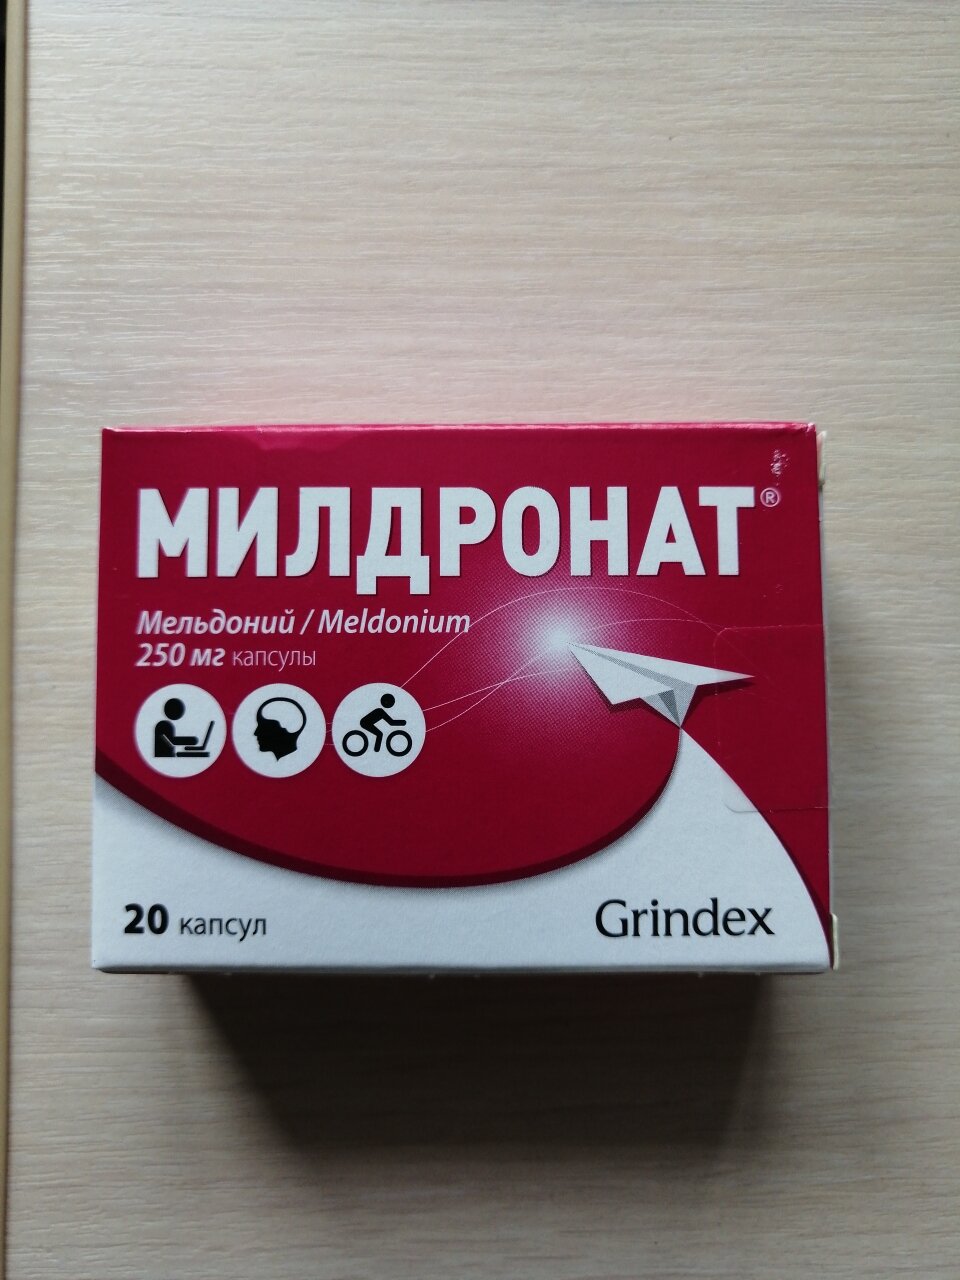 МИЛДРОНАТ®
Мельдоний / Meldonium
250 мг капсулы
20 капсул
Grindex